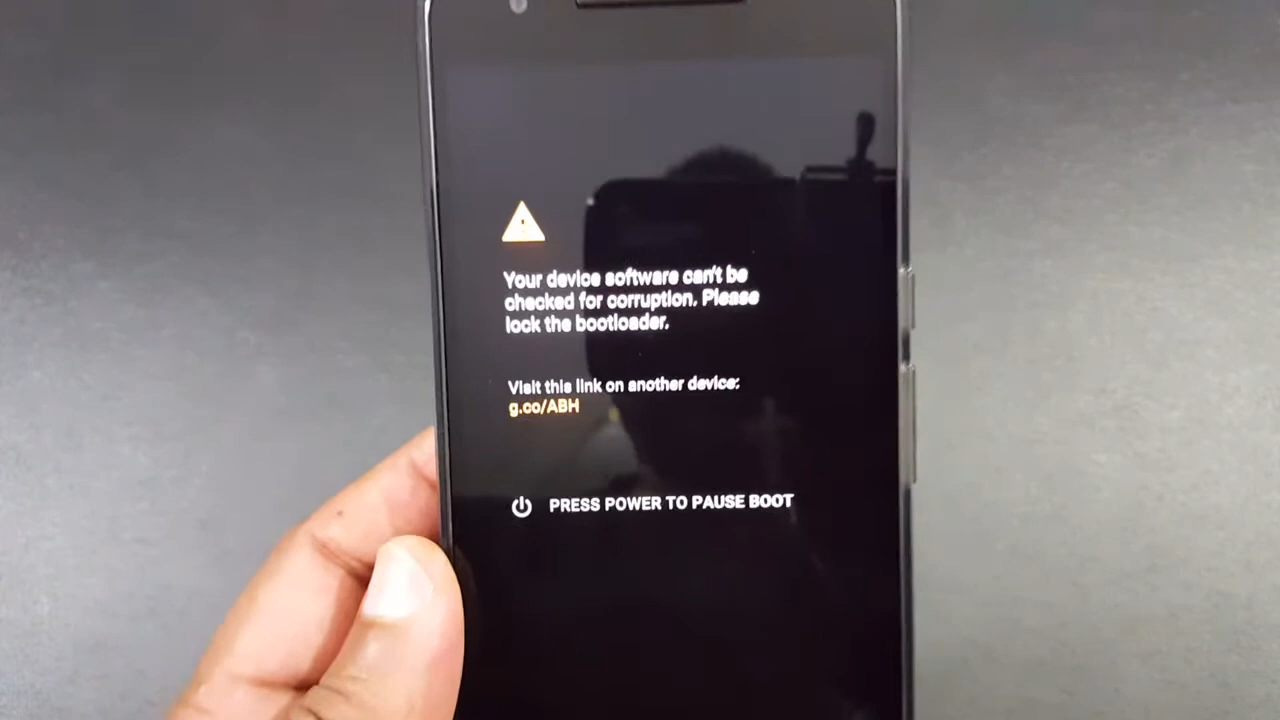 Your device software can't be
checked for corruption. Please
lock the bootloader.
Visit this link on another device:
g.co/ABH
PRESS POWER TO PAUSE BOOT